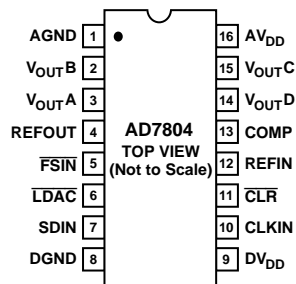 AGND 1
16 AVDD
VOUTB 2
15 VOUTC
VOUTA 3
14 VOUTD
REFOUT 4
AD7804
13 COMP
TOP VIEW
(Not to Scale)
FSIN 5
12 REFIN
LDAC 6
11 CLR
SDIN 7
10 CLKIN
DGND 8
9 DVDD